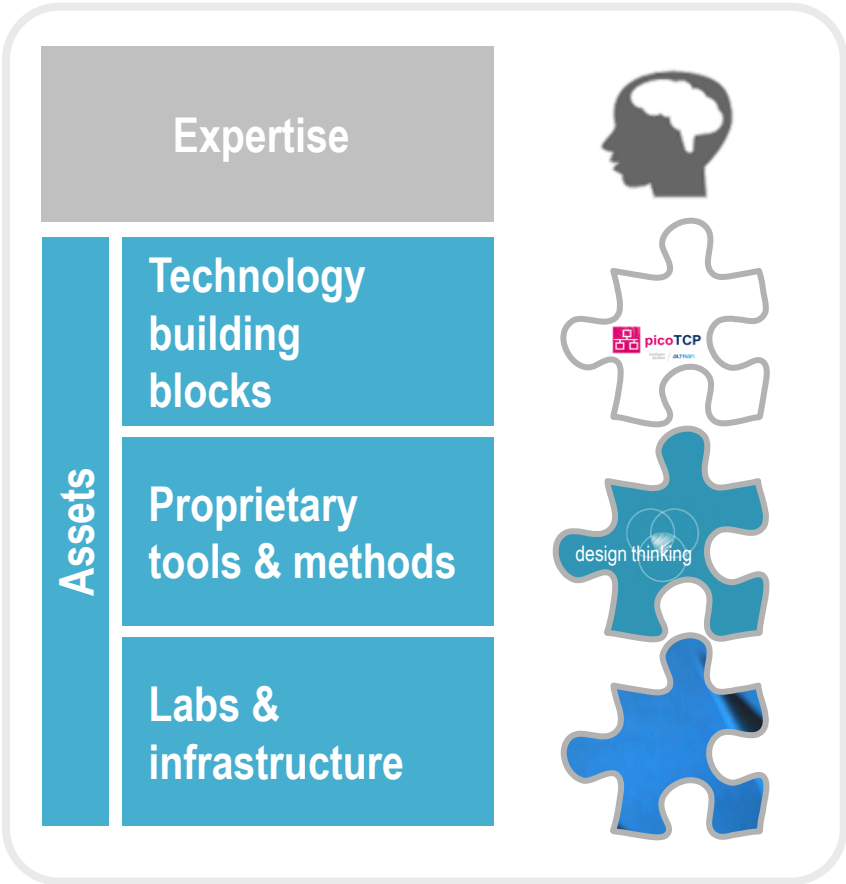 Expertise
Assets
Technology
building
blocks
picoTCP
altran
Proprietary
tools & methods
design thinking
Labs &
infrastructure